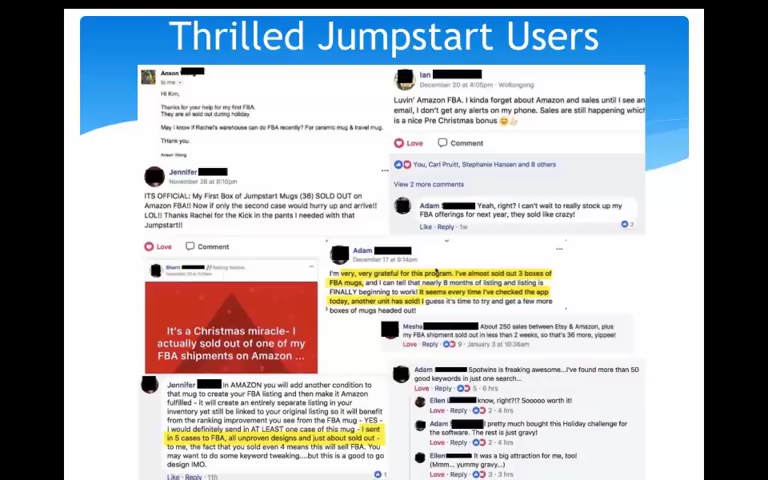 Thrilled Jumpstart Users
Anson
to me
Hi Kim,
Thanks for your help for my first FBA.
They are all sold out during holiday.
May I know if Rachel's warehouse can do FBA recently? For ceramic mug & travel mug.
THank you.
Anson Wong
Ian
December 20 at 4:05pm · Wollongong
Luvin' Amazon FBA. I kinda forget about Amazon and sales until I see an
email, I don't get any alerts on my phone. Sales are still happening which
is a nice Pre Christmas bonus
Love Comment
You, Carl Pruitt, Stephanie Hansen and 8 others
View 2 more comments
Adam Yeah, right? I can't wait to really stock up my
FBA offerings for next year, they sold like crazy!
Like · Reply · 1w 2
Jennifer
November 28 at 8:10pm
ITS OFFICIAL: My First Box of Jumpstart Mugs (36) SOLD OUT on
Amazon FBA!! Now if only the second case would hurry up and arrive!!
LOL!! Thanks Rachel for the Kick in the pants I needed with that
Jumpstart!!
Love Comment
Adam
December 17 at 9:14pm
I'm very, very grateful for this program. I've almost sold out 3 boxes of
FBA mugs, and I can tell that nearly 8 months of listing and listing is
FINALLY beginning to work! It seems every time I've checked the app
today, another unit has sold! I guess it's time to try and get a few more
boxes of mugs headed out!
Sherri feeling festive.
It's a Christmas miracle- I
actually sold out of one of my
FBA shipments on Amazon ...
Mesha About 250 sales between Etsy & Amazon, plus
my FBA shipment sold out in less than 2 weeks, so that's 36 more, yippee!
Love · Reply · 9 · January 3 at 10:36am
Jennifer In AMAZON you will add another condition to
that mug to create your FBA listing and then make it Amazon
fulfilled - it will create an entirely separate listing in your
inventory yet still be linked to your original listing so it will benefit
from the ranking improvement you see from the FBA mug - YES -
I would definitely send in AT LEAST one case of this mug - I sent
in 5 cases to FBA, all unproven designs and just about sold out -
to me, the fact that you sold even 4 means this will sell FBA. You
may want to do some keyword tweaking....but this is a good to go
design IMO.
Like · Reply · 11h 1
Adam Spotwins is freaking awesome...I've found more than 50
good keywords in just one search...
Love · Reply · 5 · 6 hrs
Ellen know, right?!? Sooooo worth it!
Love · Reply · 2 · 4 hrs
Adam I pretty much bought this Holiday challenge for
the software. The rest is just gravy!
Love · Reply · 2 · 4 hrs
Ellen It was a big attraction for me, too!
(Mmm... yummy gravy...)
Love · Reply · 3 · 3 hrs